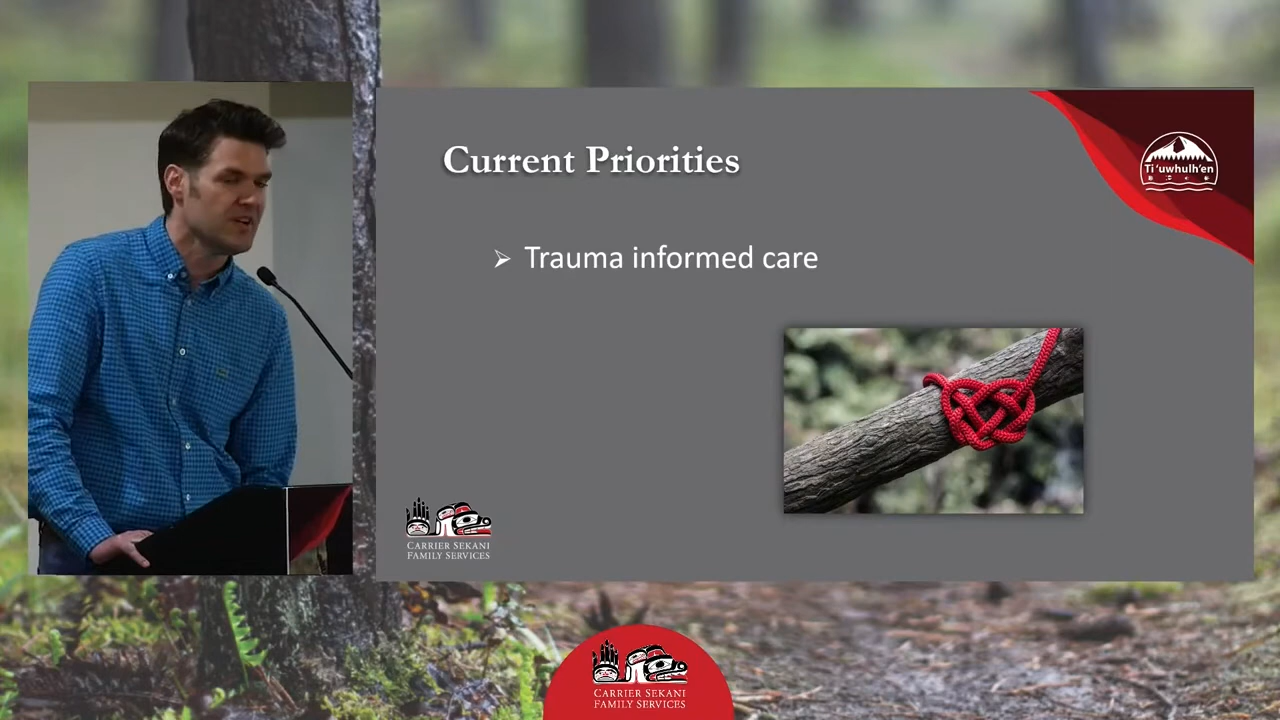 Current Priorities
Ti 'uwhulh'en
➢ Trauma informed care
CARRIER SEKANI
FAMILY SERVICES
CARRIER SEKANI
FAMILY SERVICES